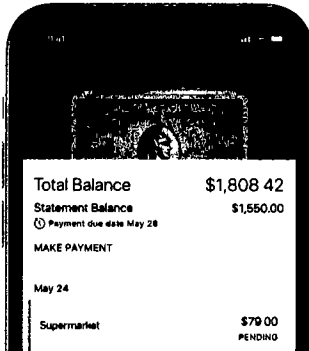 Total Balance $1,808 42
Statement Balance $1,550.00
Payment due date May 28
MAKE PAYMENT
May 24
Supermarket $79 00
PENDING